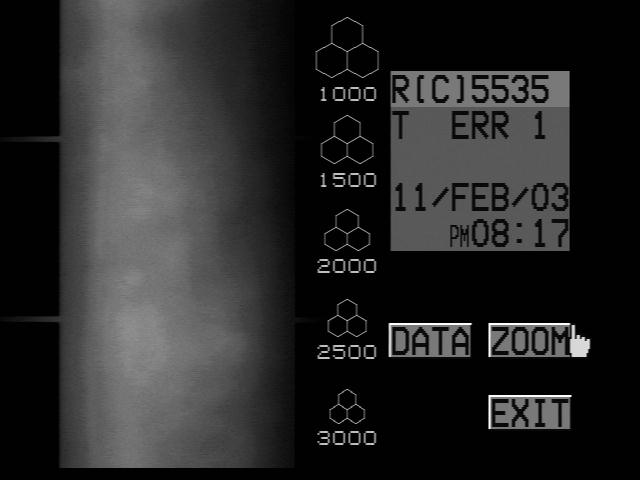 1000
1500
2000
2500
3000
R(C)5535
T ERR 1
11/FEB/03
PM08:17
DATA ZOOM
EXIT